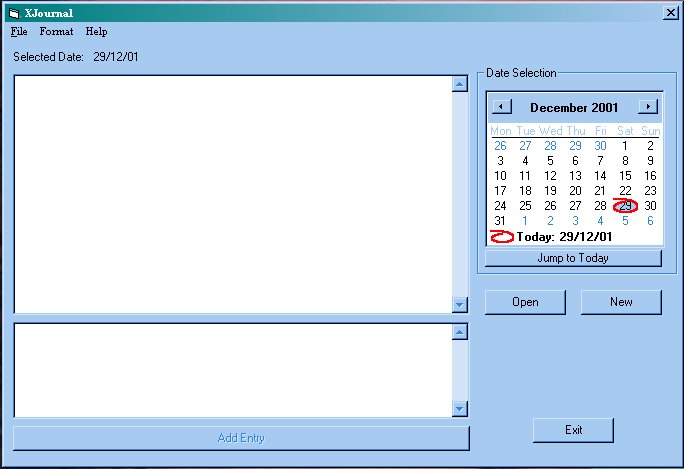 XJournal
File Format Help
Selected Date: 29/12/01
Date Selection
December 2001
Mon Tue Wed Thu Fri Sat Sun
26 27 28 29 30 1 2
3 4 5 6 7 8 9
10 11 12 13 14 15 16
17 18 19 20 21 22 23
24 25 26 27 28 29 30
31 1 2 3 4 5 6
Today: 29/12/01
Jump to Today
Open New
Add Entry
Exit